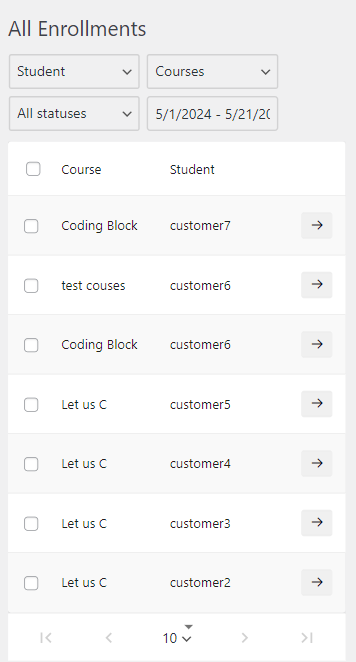 All Enrollments
Student Courses
All statuses 5/1/2024 - 5/21/20
Course Student
Coding Block customer7
test couses customer6
Coding Block customer6
Let us C customer5
Let us C customer4
Let us C customer3
Let us C customer2
10